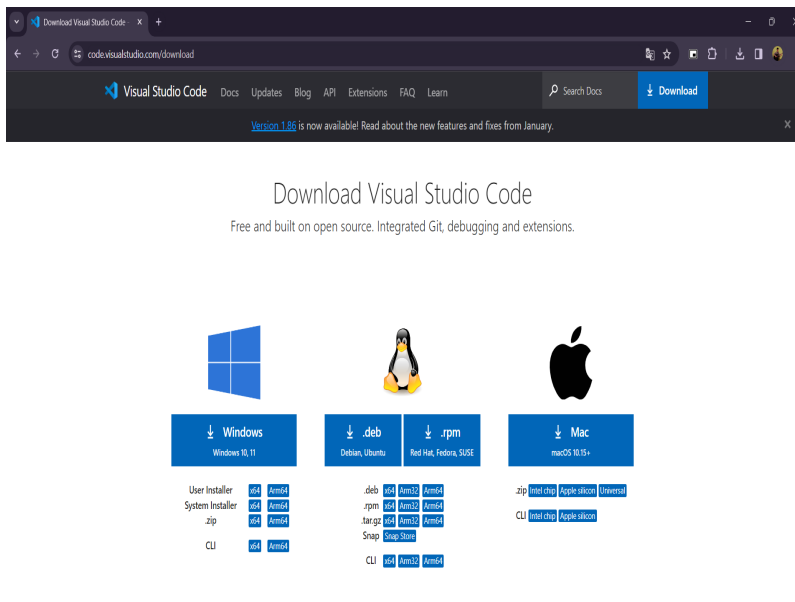 Download Visual Studio Code -
code.visualstudio.com/download
Visual Studio Code Docs Updates Blog API Extensions FAQ Learn Search Docs Download
Version 1.86 is now available! Read about the new features and fixes from January.
Download Visual Studio Code
Free and built on open source. Integrated Git, debugging and extensions.
Windows
Windows 10, 11
User Installer x64 Arm64
System Installer x64 Arm64
.zip x64 Arm64
CLI x64 Arm64
.deb
Debian, Ubuntu
.rpm
Red Hat, Fedora, SUSE
.deb x64 Arm32 Arm64
.rpm x64 Arm32 Arm64
.tar.gz x64 Arm32 Arm64
Snap Snap Store
CLI x64 Arm32 Arm64
Mac
macOS 10.15+
.zip Intel chip Apple silicon Universal
CLI Intel chip Apple silicon